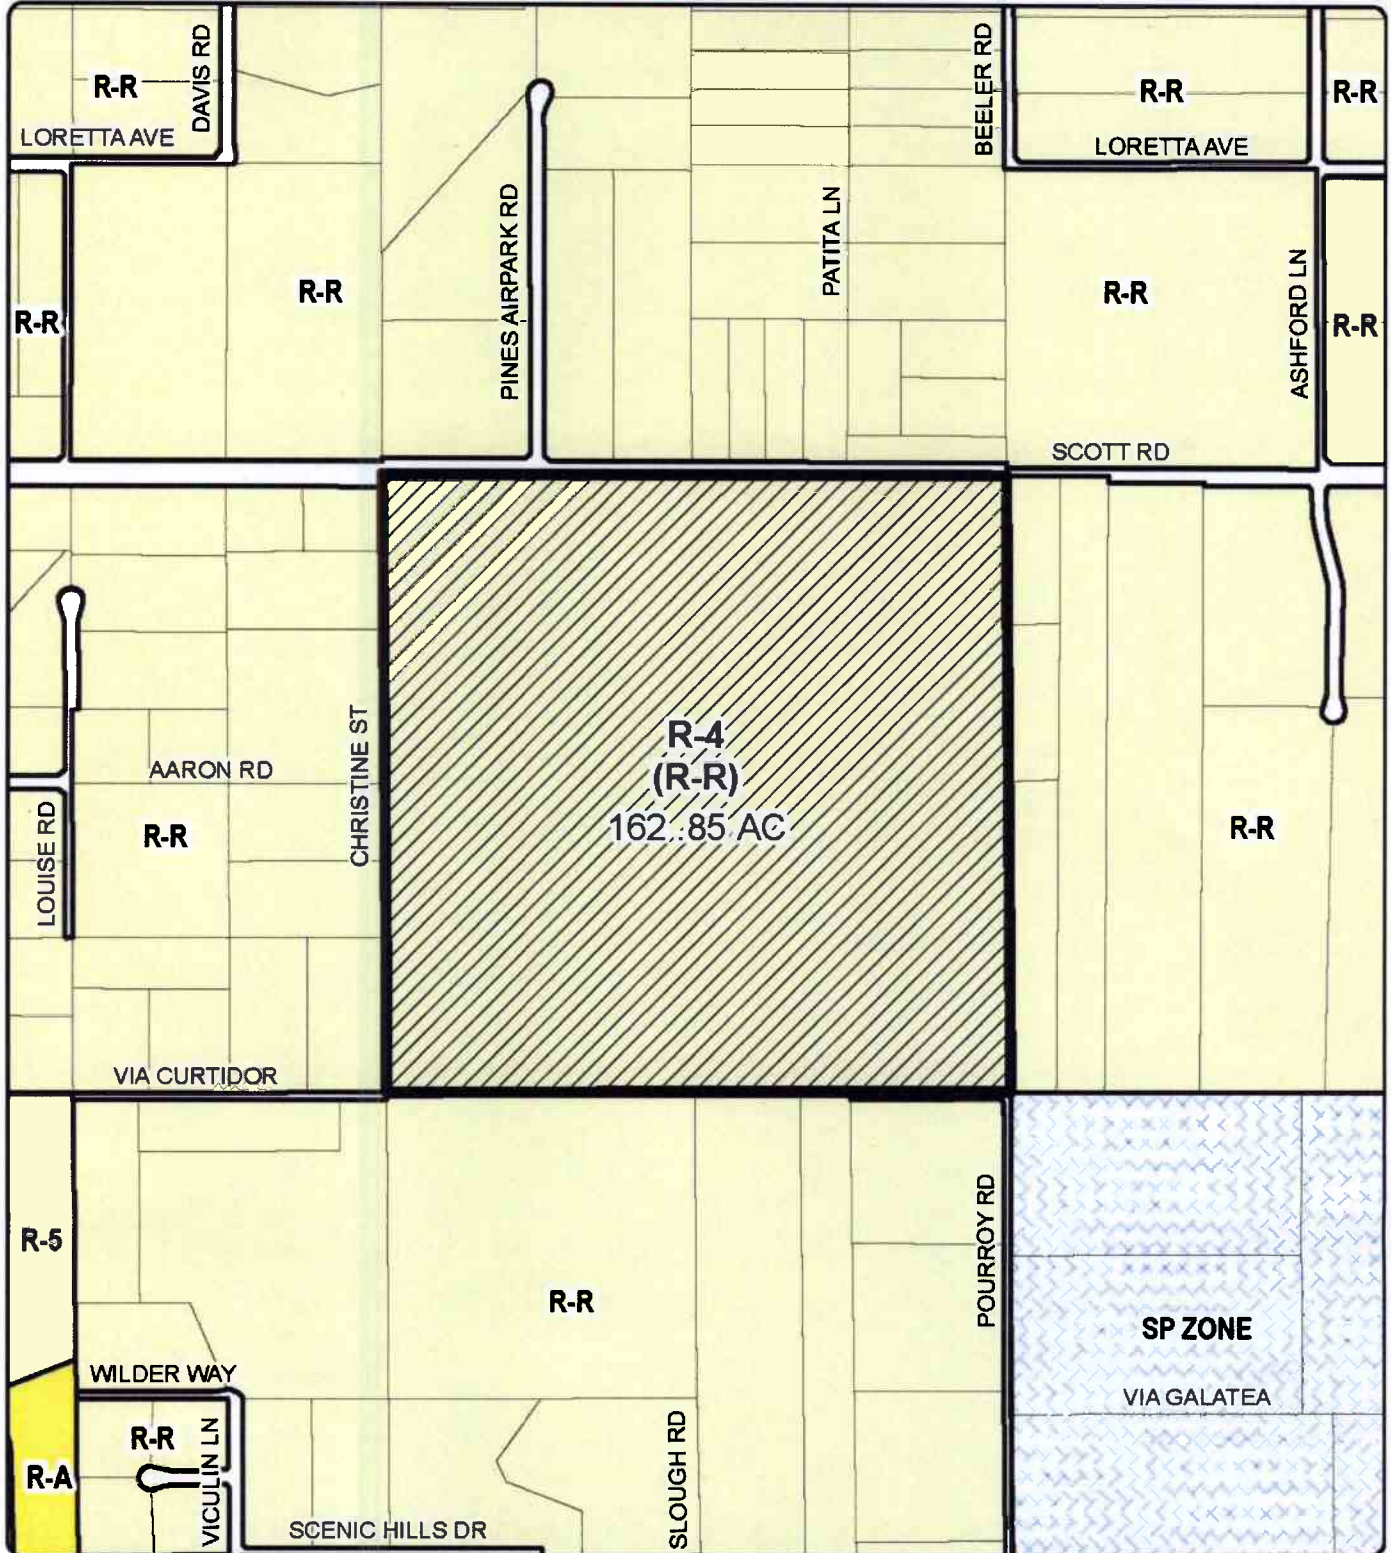 DAVIS RD
BEELER RD
R-R
R-R
R-R
LORETTA AVE
LORETTA AVE
PINES AIRPARK RD
PATITA LN
ASHFORD LN
R-R
R-R
R-R
R-R
SCOTT RD
CHRISTINE ST
R-4
(R-R)
162..85 AC
AARON RD
LOUISE RD
R-R
R-R
VIA CURTIDOR
POURROY RD
R-5
R-R
SP ZONE
WILDER WAY
VIA GALATEA
R-R
VICULIN LN
SLOUGH RD
R-A
SCENIC HILLS DR